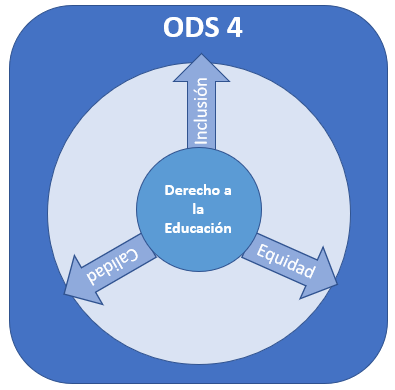 ODS 4
Inclusión
Derecho a
la
Educación
Calidad
Equidad